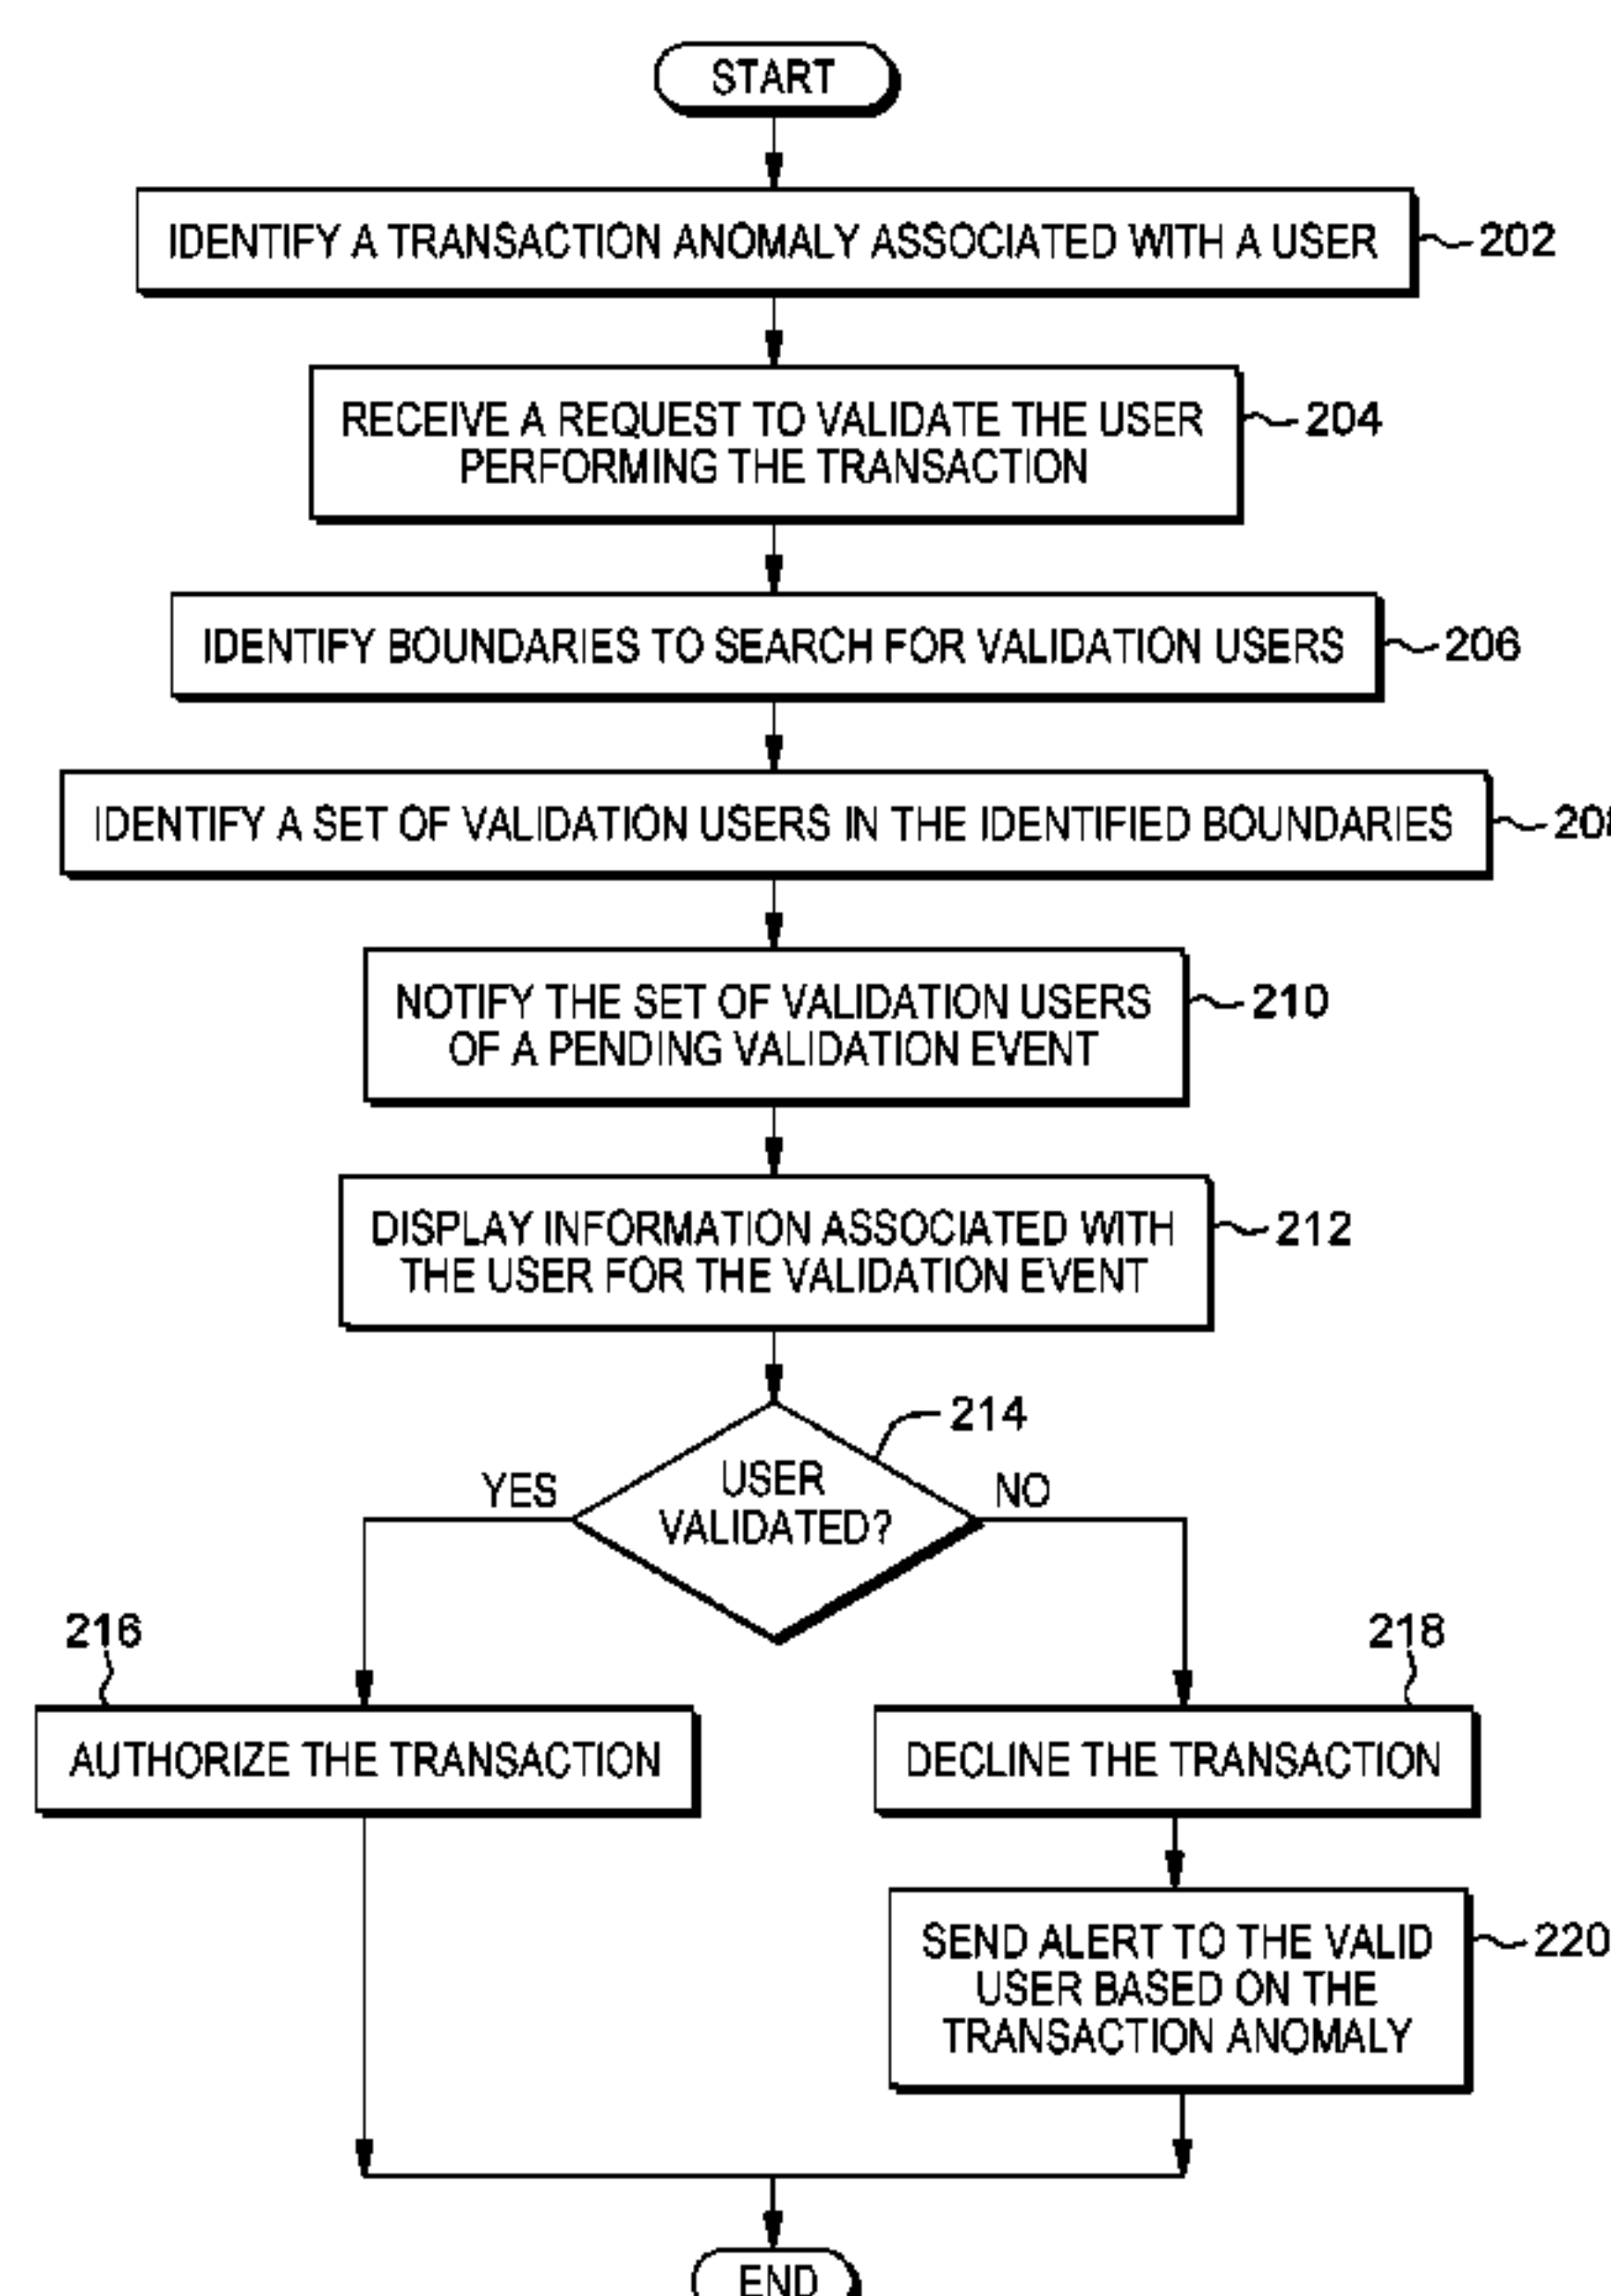 START
IDENTIFY A TRANSACTION ANOMALY ASSOCIATED WITH A USER
202
RECEIVE A REQUEST TO VALIDATE THE USER
PERFORMING THE TRANSACTION
204
IDENTIFY BOUNDARIES TO SEARCH FOR VALIDATION USERS
206
IDENTIFY A SET OF VALIDATION USERS IN THE IDENTIFIED BOUNDARIES
NOTIFY THE SET OF VALIDATION USERS
OF A PENDING VALIDATION EVENT
210
DISPLAY INFORMATION ASSOCIATED WITH
THE USER FOR THE VALIDATION EVENT
212
214
YES
USER
VALIDATED?
NO
216
218
AUTHORIZE THE TRANSACTION
DECLINE THE TRANSACTION
SEND ALERT TO THE VALID
USER BASED ON THE
TRANSACTION ANOMALY
220
END